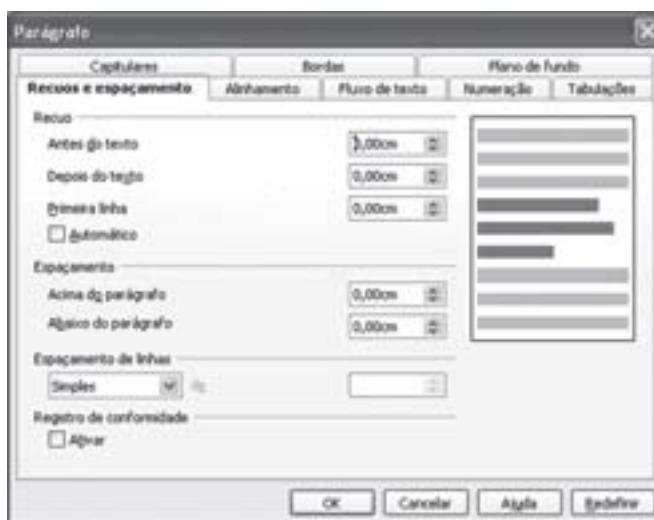 Parágrafo
Capitulares Bordas Plano de fundo
Recuos e espaçamento Alinhamento Fluxo de texto Numeração Tabulações
Recuo
Antes do texto 0,00cm
Depois do texto 0,00cm
Primeira linha 0,00cm
Automático
Espaçamento
Acima do parágrafo 0,00cm
Abaixo do parágrafo 0,00cm
Espaçamento de linhas
Simples de
Registro de conformidade
Ativar
OK Cancelar Ajuda Redefinir